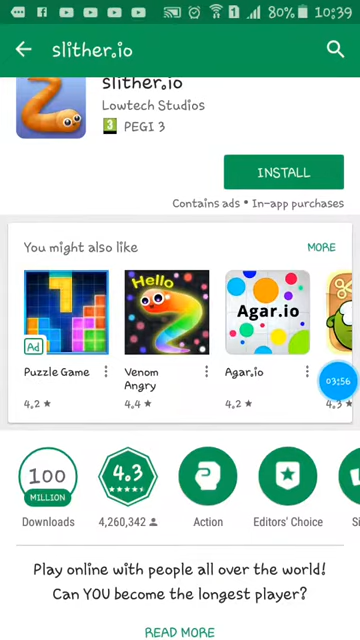 80% 10:39
slither.io
slither.io
Lowtech Studios
3 PEGI 3
INSTALL
Contains ads • In-app purchases
You might also like
MORE
Hello
Agar.io
Ad
Puzzle Game
Venom
Angry
Agar.io
4.2 ★
4.4 ★
4.2 ★
4.3 ★
03:56
100
MILLION
4.3
Downloads
4,260,342
Action
Editors' Choice
Si
Play online with people all over the world!
Can YOU become the longest player?
READ MORE